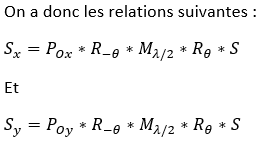 On a donc les relations suivantes :
Sₓ = P_{Ox} * R_{−θ} * M_{λ/2} * R_θ * S
Et
S_y = P_{Oy} * R_{−θ} * M_{λ/2} * R_θ * S